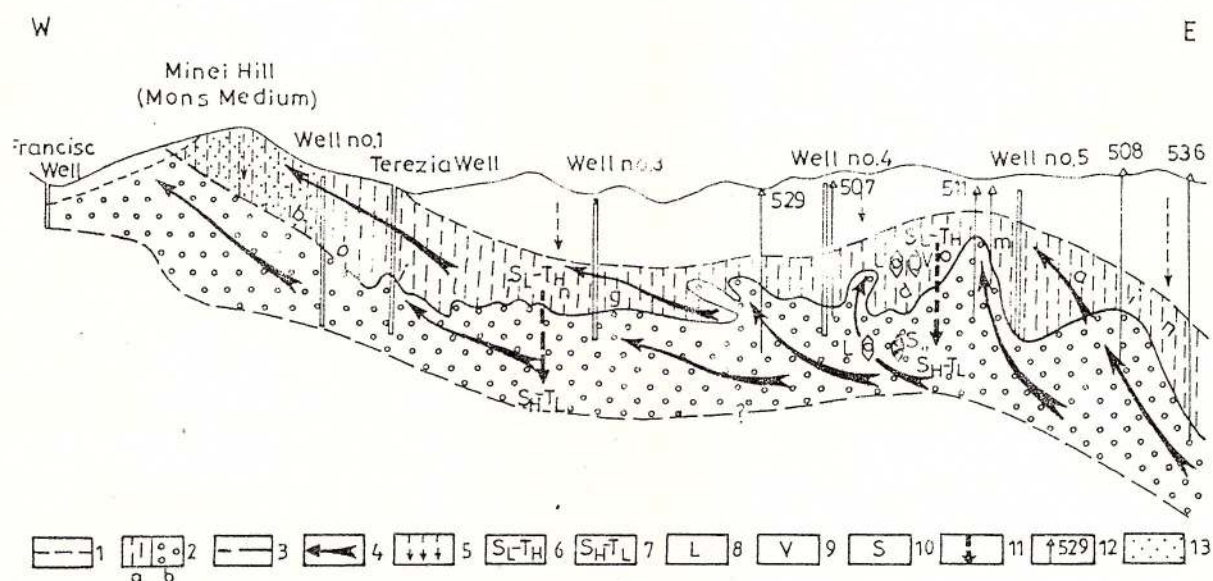 W
E
Minei Hill
(Mons Medium)
Francisc
Well
Well no.1
Terezia Well
Well no.3
Well no.4
Well no.5
508
536
529
507
511
b
a
SL-TH
n
g
L
V
SL-TH
m
d
a
i
n
L
S
SH-TL
SH-TL
?
1
2
a
b
3
4
5
SL-TH
6
SH-TL
7
L
8
V
9
S
10
11
529
12
13